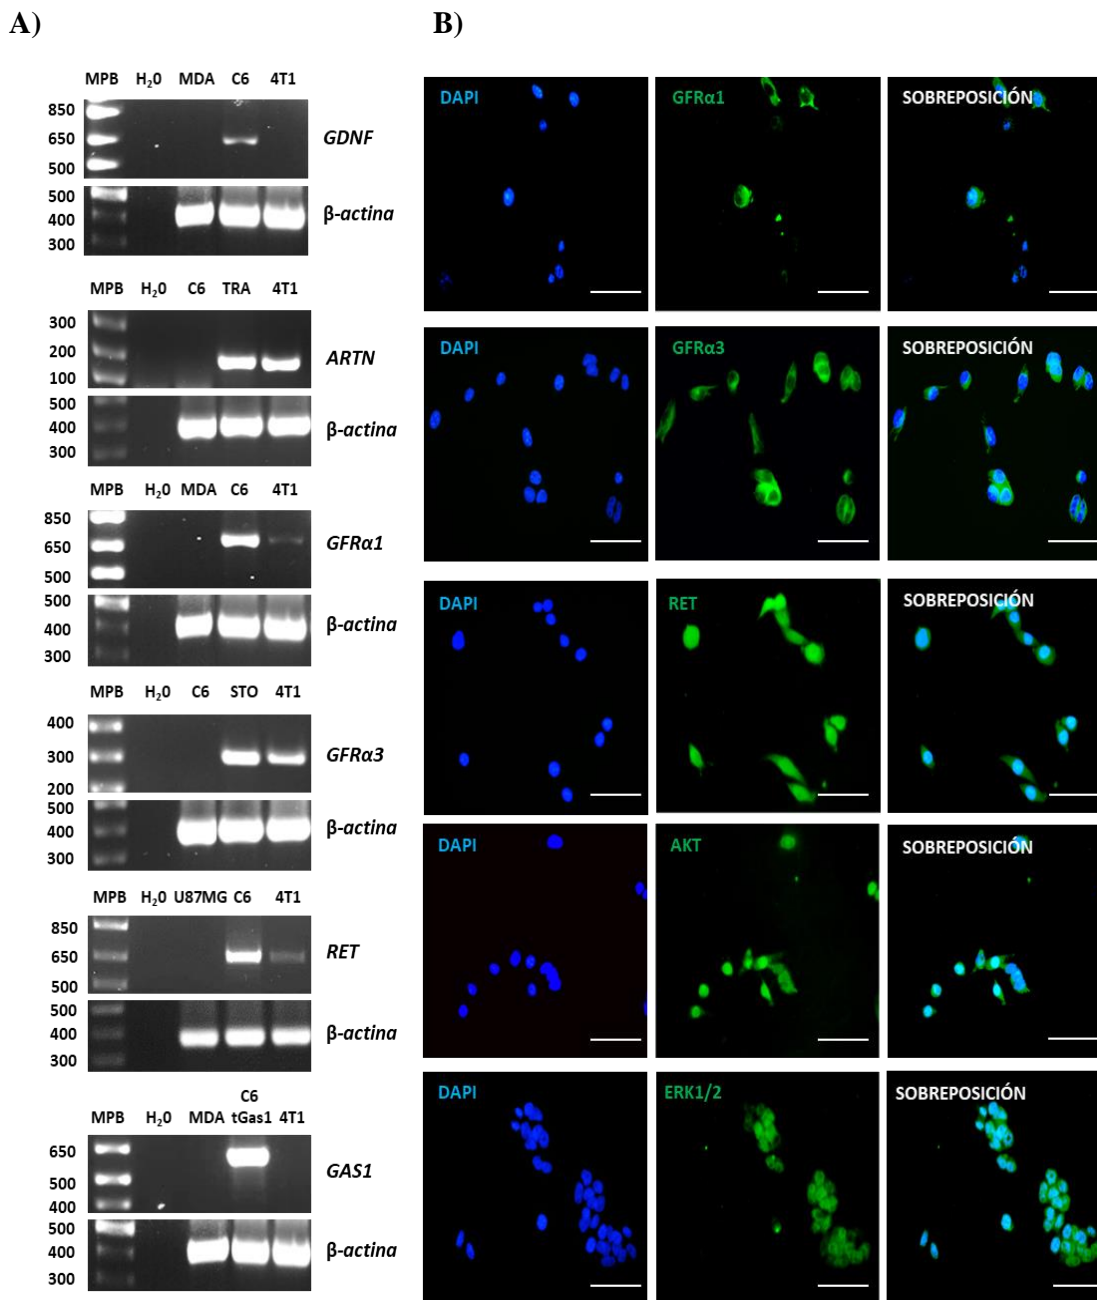 A)
MPB H₂0 MDA C6 4T1
850
650
500
GDNF
500
400
300
β-actina
MPB H₂0 C6 TRA 4T1
300
200
100
ARTN
500
400
300
β-actina
MPB H₂0 MDA C6 4T1
850
650
500
GFRα1
500
400
300
β-actina
MPB H₂0 C6 STO 4T1
400
300
200
GFRα3
500
400
300
β-actina
MPB H₂0 U87MG C6 4T1
850
650
500
RET
500
400
300
β-actina
C6
MPB H₂0 MDA tGas1 4T1
650
500
400
GAS1
500
400
300
β-actina
B)
DAPI GFRα1 SOBREPOSICIÓN
DAPI GFRα3 SOBREPOSICIÓN
DAPI RET SOBREPOSICIÓN
DAPI AKT SOBREPOSICIÓN
DAPI ERK1/2 SOBREPOSICIÓN